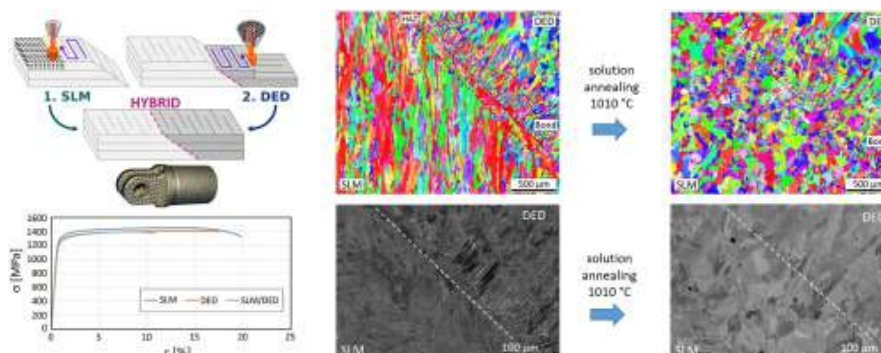 1. SLM
HYBRID
2. DED
σ [MPa]
1600
1400
1200
1000
800
600
400
200
0
0
5
10
15
20
25
SLM
DED
SLM/DED
ε [%]
HAZ
DED
Bond
SLM
500 µm
solution
annealing
1010 °C
DED
Bond
SLM
500 µm
DED
SLM
100 µm
solution
annealing
1010 °C
DED
SLM
100 µm